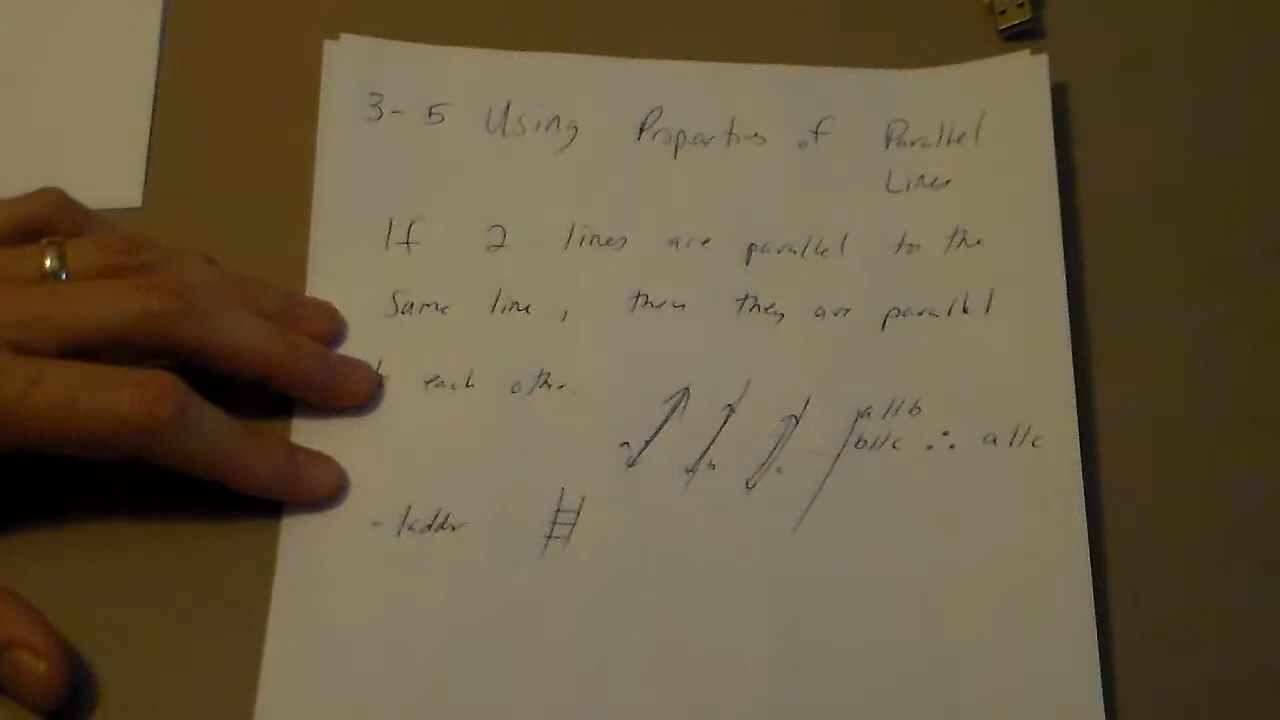 3-5 Using Properties of Parallel
Lines
If 2 lines are parallel to the
same line, then they are parallel
to each other.
a b c
a//b
b//c ∴ a//c
- ladder